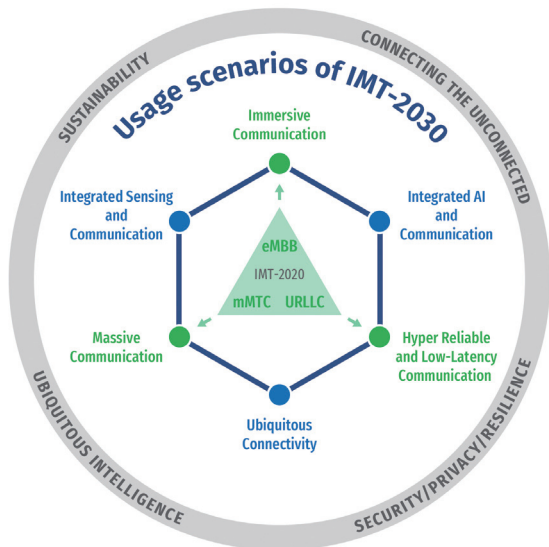 SUSTAINABILITY
CONNECTING THE UNCONNECTED
Usage scenarios of IMT-2030
Immersive
Communication
Integrated Sensing
and
Communication
Integrated AI
and
Communication
eMBB
IMT-2020
mMTC URLLC
Massive
Communication
Hyper Reliable
and Low-Latency
Communication
Ubiquitous
Connectivity
UBIQUITOUS INTELLIGENCE
SECURITY/PRIVACY/RESILIENCE